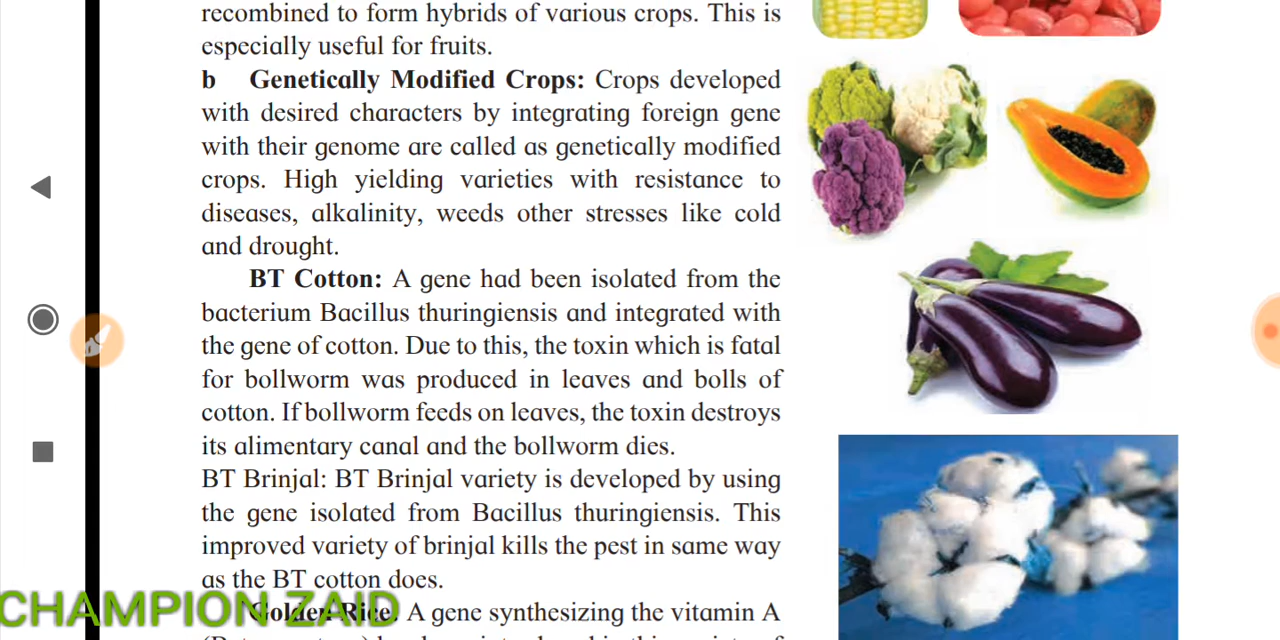 recombined to form hybrids of various crops. This is
especially useful for fruits.
b Genetically Modified Crops: Crops developed
with desired characters by integrating foreign gene
with their genome are called as genetically modified
crops. High yielding varieties with resistance to
diseases, alkalinity, weeds other stresses like cold
and drought.
BT Cotton: A gene had been isolated from the
bacterium Bacillus thuringiensis and integrated with
the gene of cotton. Due to this, the toxin which is fatal
for bollworm was produced in leaves and bolls of
cotton. If bollworm feeds on leaves, the toxin destroys
its alimentary canal and the bollworm dies.
BT Brinjal: BT Brinjal variety is developed by using
the gene isolated from Bacillus thuringiensis. This
improved variety of brinjal kills the pest in same way
as the BT cotton does.
CHAMPION ZAID
Golden Rice: A gene synthesizing the vitamin A